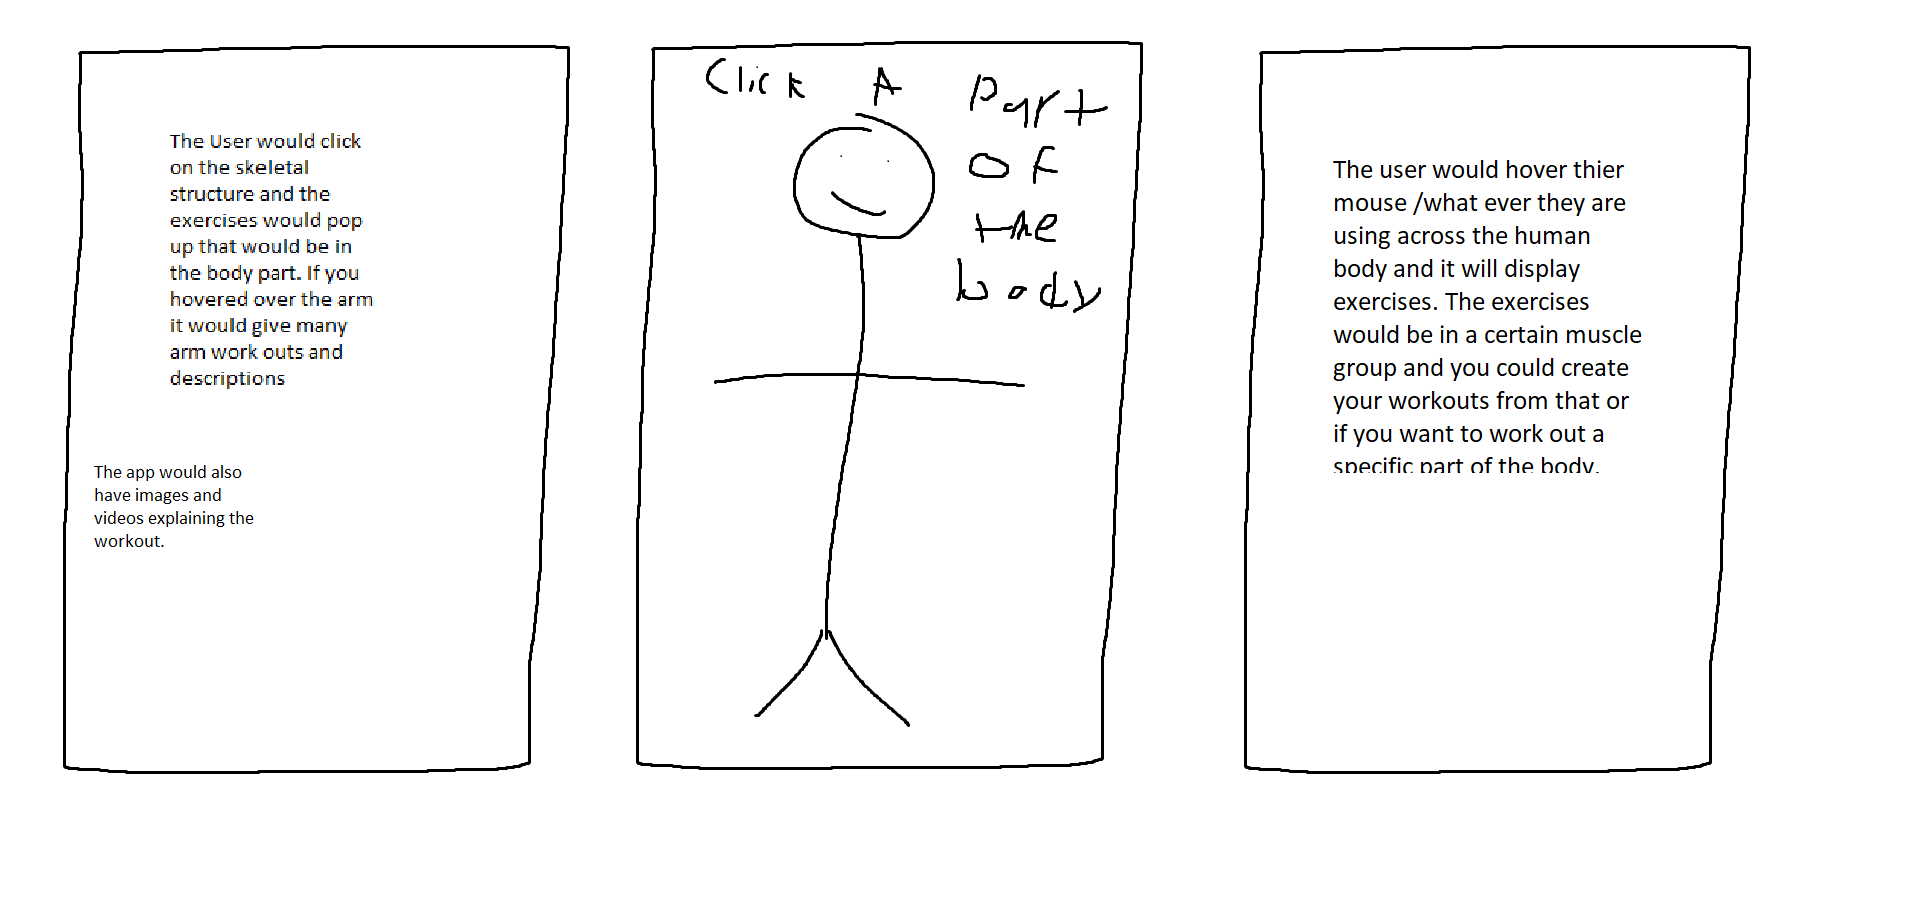 The User would click
on the skeletal
structure and the
exercises would pop
up that would be in
the body part. If you
hovered over the arm
it would give many
arm work outs and
descriptions
The app would also
have images and
videos explaining the
workout.
Click A Part
of
the
body
The user would hover thier
mouse /what ever they are
using across the human
body and it will display
exercises. The exercises
would be in a certain muscle
group and you could create
your workouts from that or
if you want to work out a
specific part of the body.